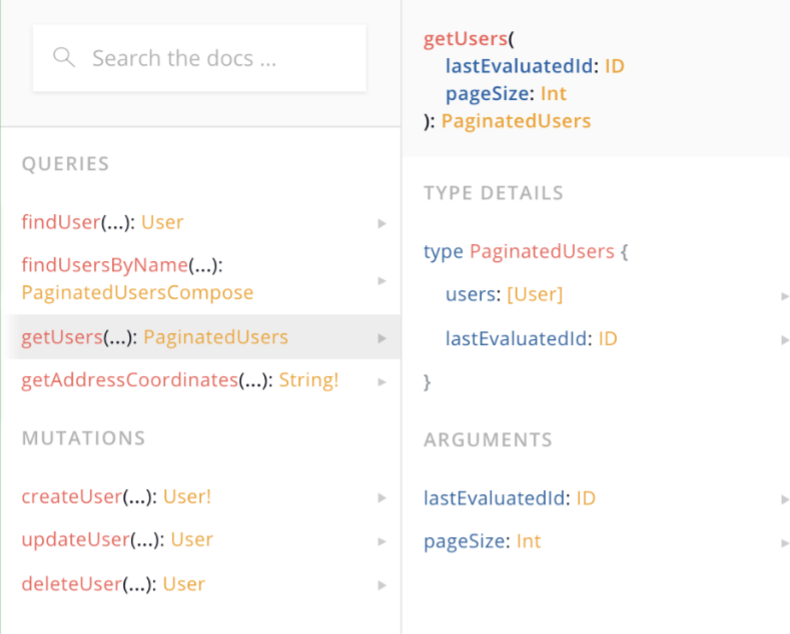 Search the docs ...
QUERIES
findUser(...): User
findUsersByName(...):
PaginatedUsersCompose
getUsers(...): PaginatedUsers
getAddressCoordinates(...): String!
MUTATIONS
createUser(...): User!
updateUser(...): User
deleteUser(...): User
getUsers(
lastEvaluatedId: ID
pageSize: Int
): PaginatedUsers
TYPE DETAILS
type PaginatedUsers {
users: [User]
lastEvaluatedId: ID
}
ARGUMENTS
lastEvaluatedId: ID
pageSize: Int